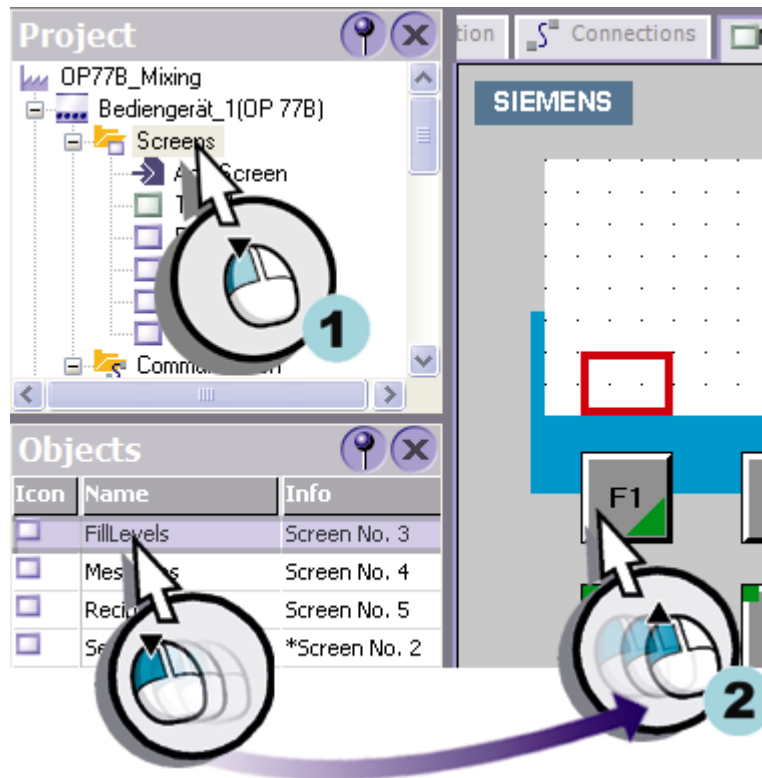 Project
OP77B_Mixing
Bediengerät_1(OP 77B)
Screens
Screen
1
Objects
Icon Name Info
FillLevels Screen No. 3
Screen No. 4
Screen No. 5
*Screen No. 2
Connections
SIEMENS
F1
2